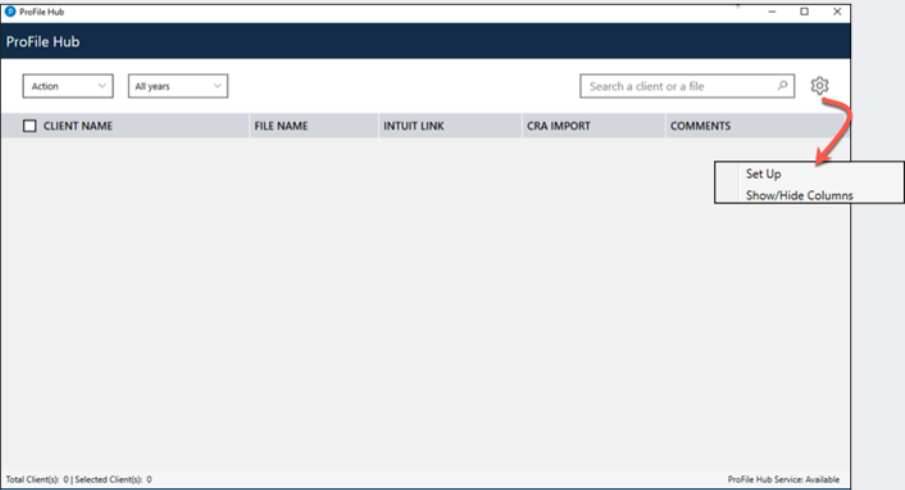 ProFile Hub
ProFile Hub
Action All years Search a client or a file
CLIENT NAME FILE NAME INTUIT LINK CRA IMPORT COMMENTS
Set Up
Show/Hide Columns
Total Client(s): 0 | Selected Client(s): 0 ProFile Hub Service: Available